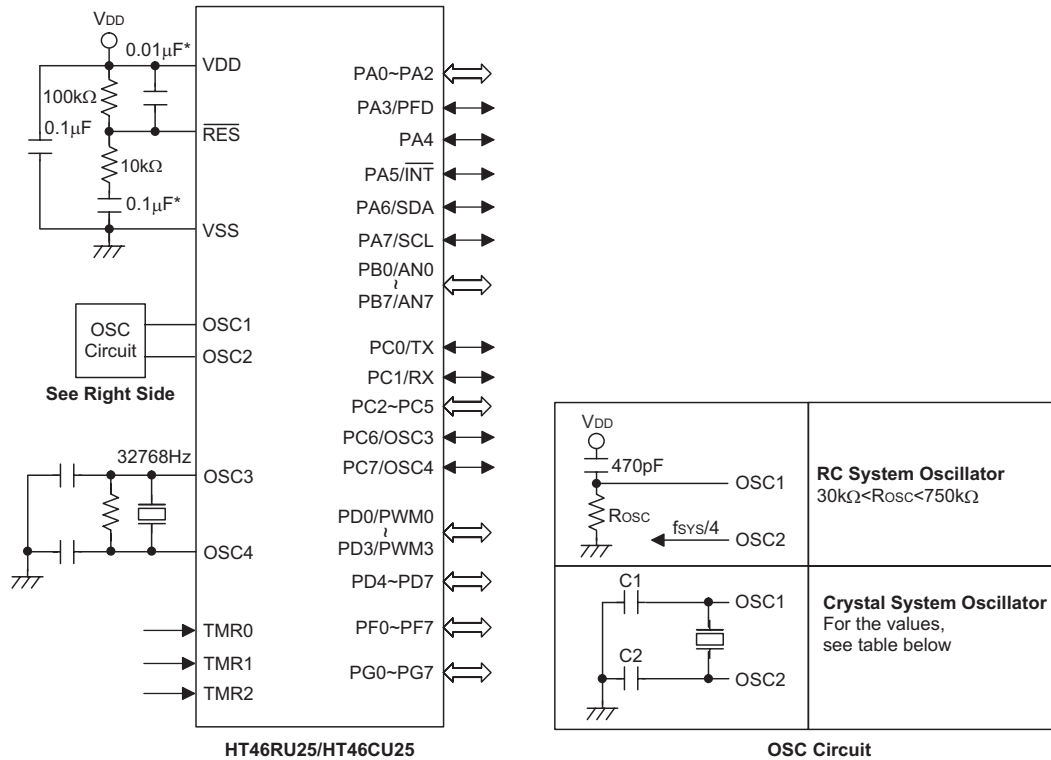 VDD
0.01μF*
VDD
100kΩ
0.1μF
RES
10kΩ
0.1μF*
VSS
OSC
Circuit
OSC1
OSC2
See Right Side
32768Hz
OSC3
OSC4
TMR0
TMR1
TMR2
PA0~PA2
PA3/PFD
PA4
PA5/INT
PA6/SDA
PA7/SCL
PB0/AN0
~
PB7/AN7
PC0/TX
PC1/RX
PC2~PC5
PC6/OSC3
PC7/OSC4
PD0/PWM0
~
PD3/PWM3
PD4~PD7
PF0~PF7
PG0~PG7
HT46RU25/HT46CU25
VDD
470pF
OSC1
ROSC
fSYS/4
OSC2
RC System Oscillator
30kΩ<ROSC<750kΩ
C1
OSC1
C2
OSC2
Crystal System Oscillator
For the values,
see table below
OSC Circuit